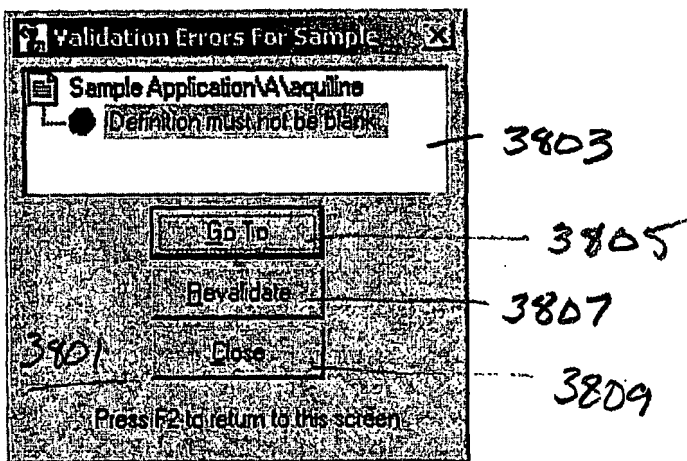 Validation Errors For Sample
Sample Application\A\aquiline
Definition must not be blank.
3803
Go To
3805
Revalidate
3807
3801
Close
3809
Press F2 to return to this screen.